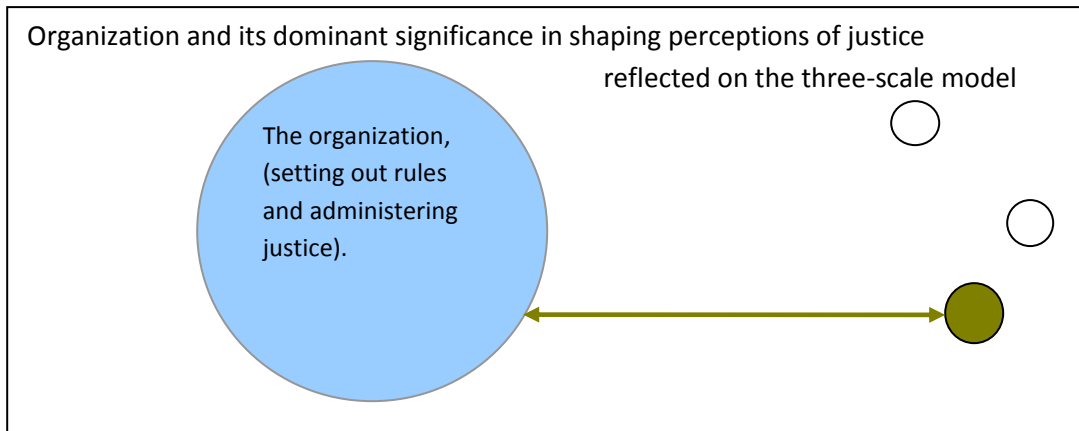 Organization and its dominant significance in shaping perceptions of justice
reflected on the three-scale model
The organization,
(setting out rules
and administering
justice).